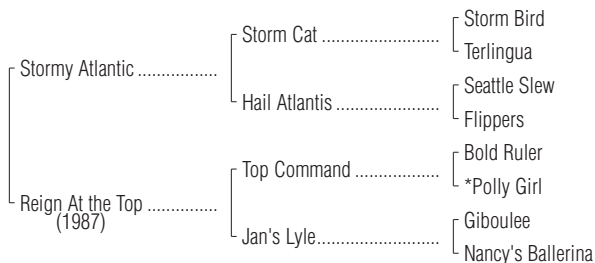 Storm Bird
Storm Cat ........................
Terlingua
Stormy Atlantic ................
Seattle Slew
Hail Atlantis .....................
Flippers
Bold Ruler
Top Command .................
*Polly Girl
Reign At the Top ..............
(1987)
Giboulee
Jan's Lyle.........................
Nancy's Ballerina